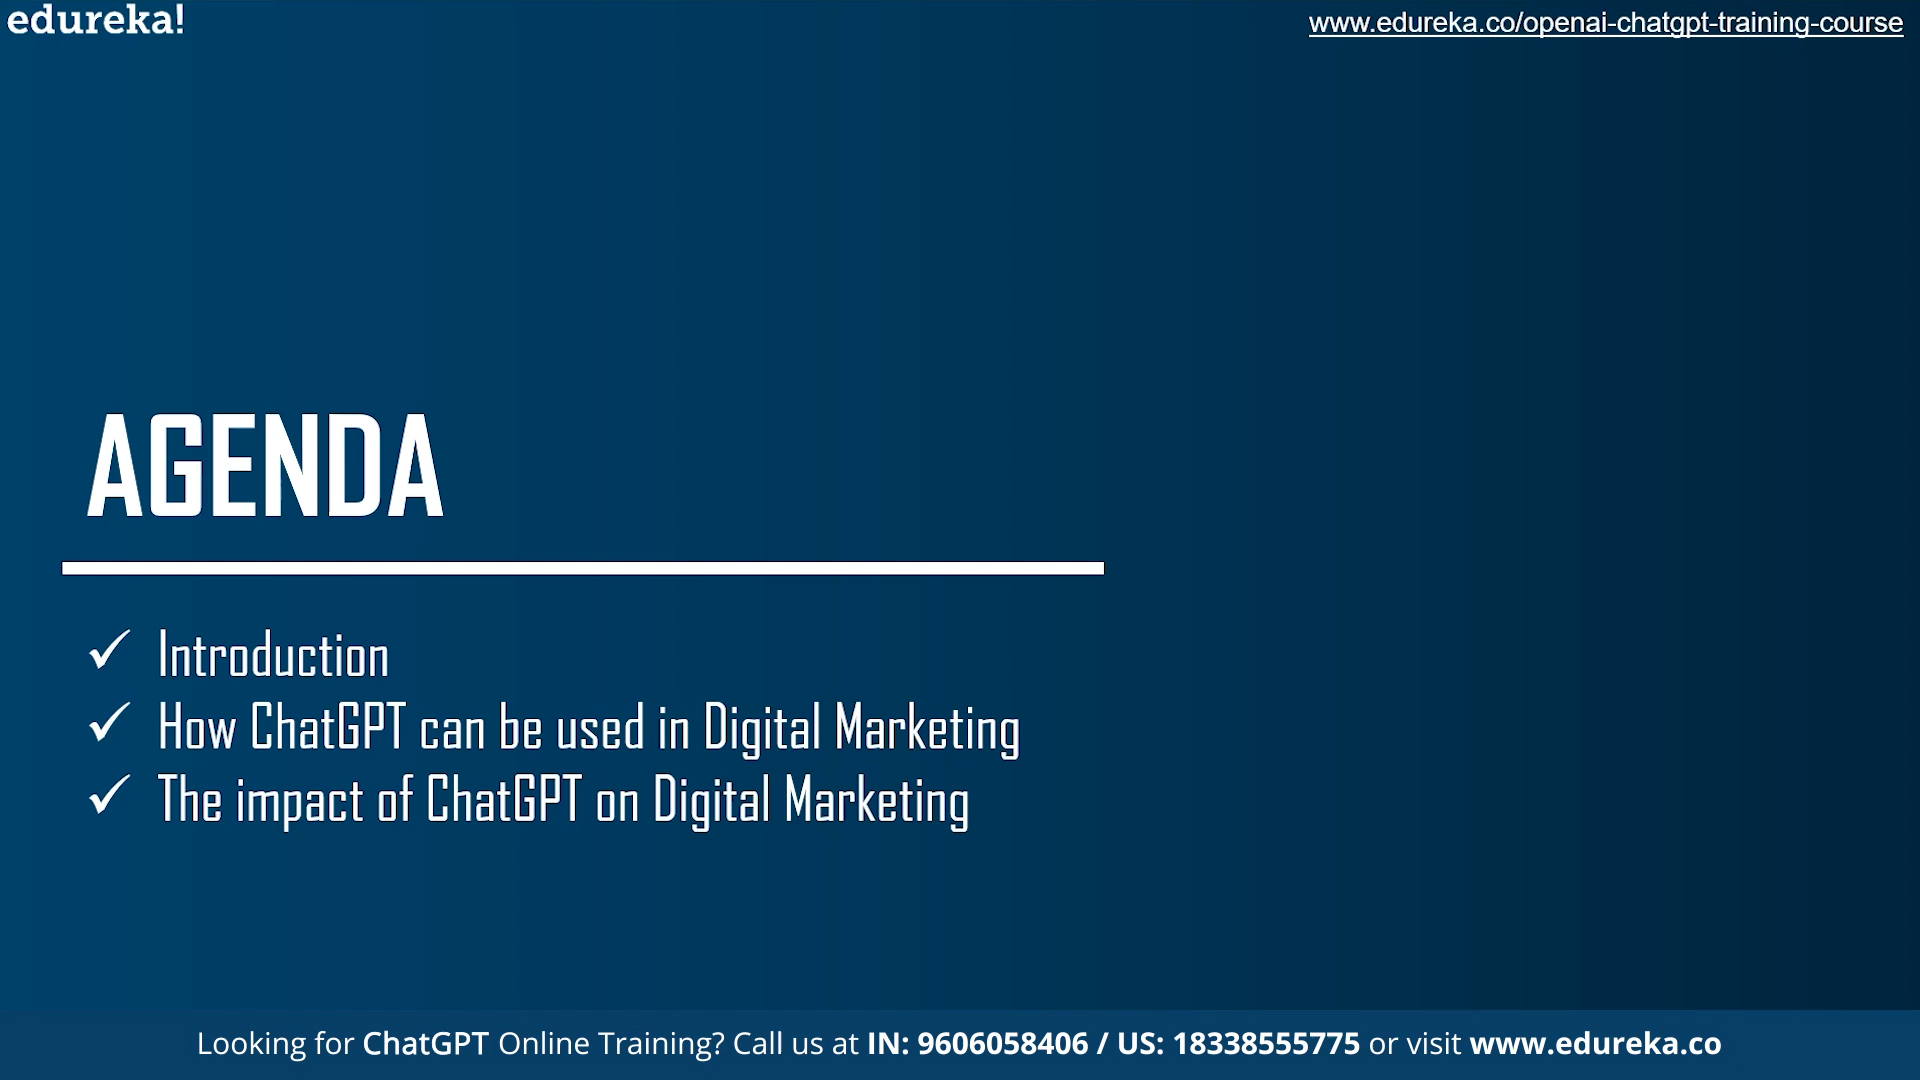 edureka!
www.edureka.co/openai-chatgpt-training-course
AGENDA
✓ Introduction
✓ How ChatGPT can be used in Digital Marketing
✓ The impact of ChatGPT on Digital Marketing
Looking for ChatGPT Online Training? Call us at IN: 9606058406 / US: 18338555775 or visit www.edureka.co